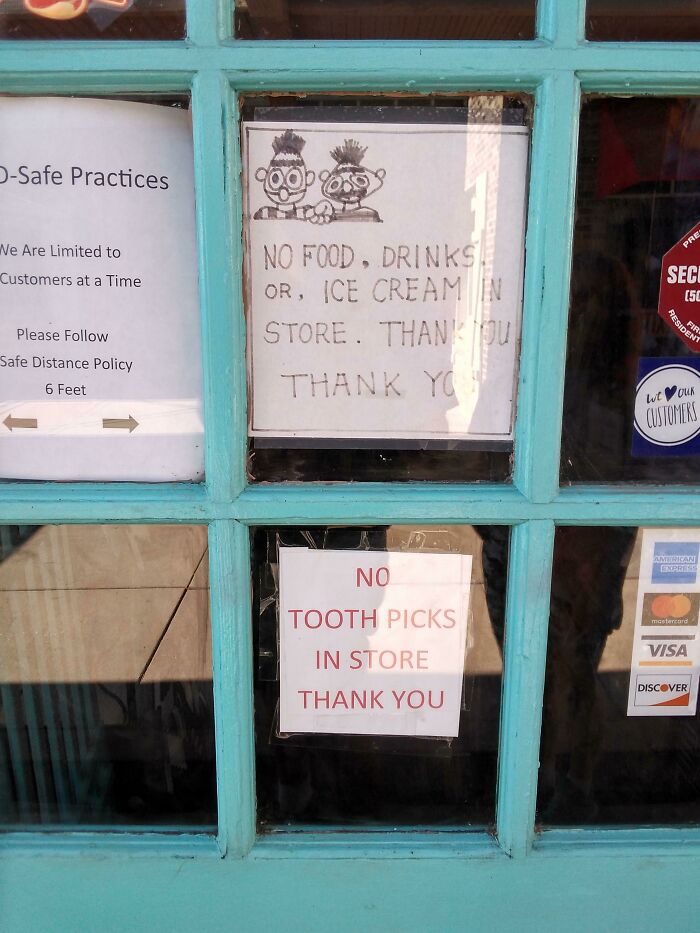 D-Safe Practices
We Are Limited to
Customers at a Time
Please Follow
Safe Distance Policy
6 Feet
NO FOOD, DRINKS,
OR, ICE CREAM IN
STORE. THANK YOU
THANK YOU
NO
TOOTH PICKS
IN STORE
THANK YOU
we ♥ our
CUSTOMERS
AMERICAN
EXPRESS
mastercard
VISA
DISCOVER